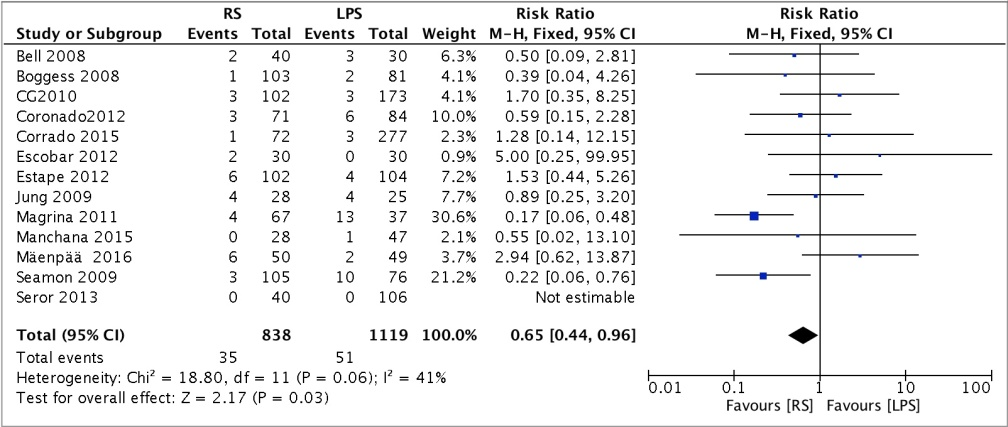 RS LPS Risk Ratio Risk Ratio
Study or Subgroup Events Total Events Total Weight M-H, Fixed, 95% CI M-H, Fixed, 95% CI
Bell 2008 2 40 3 30 6.3% 0.50 [0.09, 2.81]
Boggess 2008 1 103 2 81 4.1% 0.39 [0.04, 4.26]
CG2010 3 102 3 173 4.1% 1.70 [0.35, 8.25]
Coronado2012 3 71 6 84 10.0% 0.59 [0.15, 2.28]
Corrado 2015 1 72 3 277 2.3% 1.28 [0.14, 12.15]
Escobar 2012 2 30 0 30 0.9% 5.00 [0.25, 99.95]
Estape 2012 6 102 4 104 7.2% 1.53 [0.44, 5.26]
Jung 2009 4 28 4 25 7.7% 0.89 [0.25, 3.20]
Magrina 2011 4 67 13 37 30.6% 0.17 [0.06, 0.48]
Manchana 2015 0 28 1 47 2.1% 0.55 [0.02, 13.10]
Mäenpää 2016 6 50 2 49 3.7% 2.94 [0.62, 13.87]
Seamon 2009 3 105 10 76 21.2% 0.22 [0.06, 0.76]
Seror 2013 0 40 0 106 Not estimable
Total (95% CI) 838 1119 100.0% 0.65 [0.44, 0.96]
Total events 35 51
Heterogeneity: Chi² = 18.80, df = 11 (P = 0.06); I² = 41%
Test for overall effect: Z = 2.17 (P = 0.03)
0.01 0.1 1 10 100
Favours [RS] Favours [LPS]